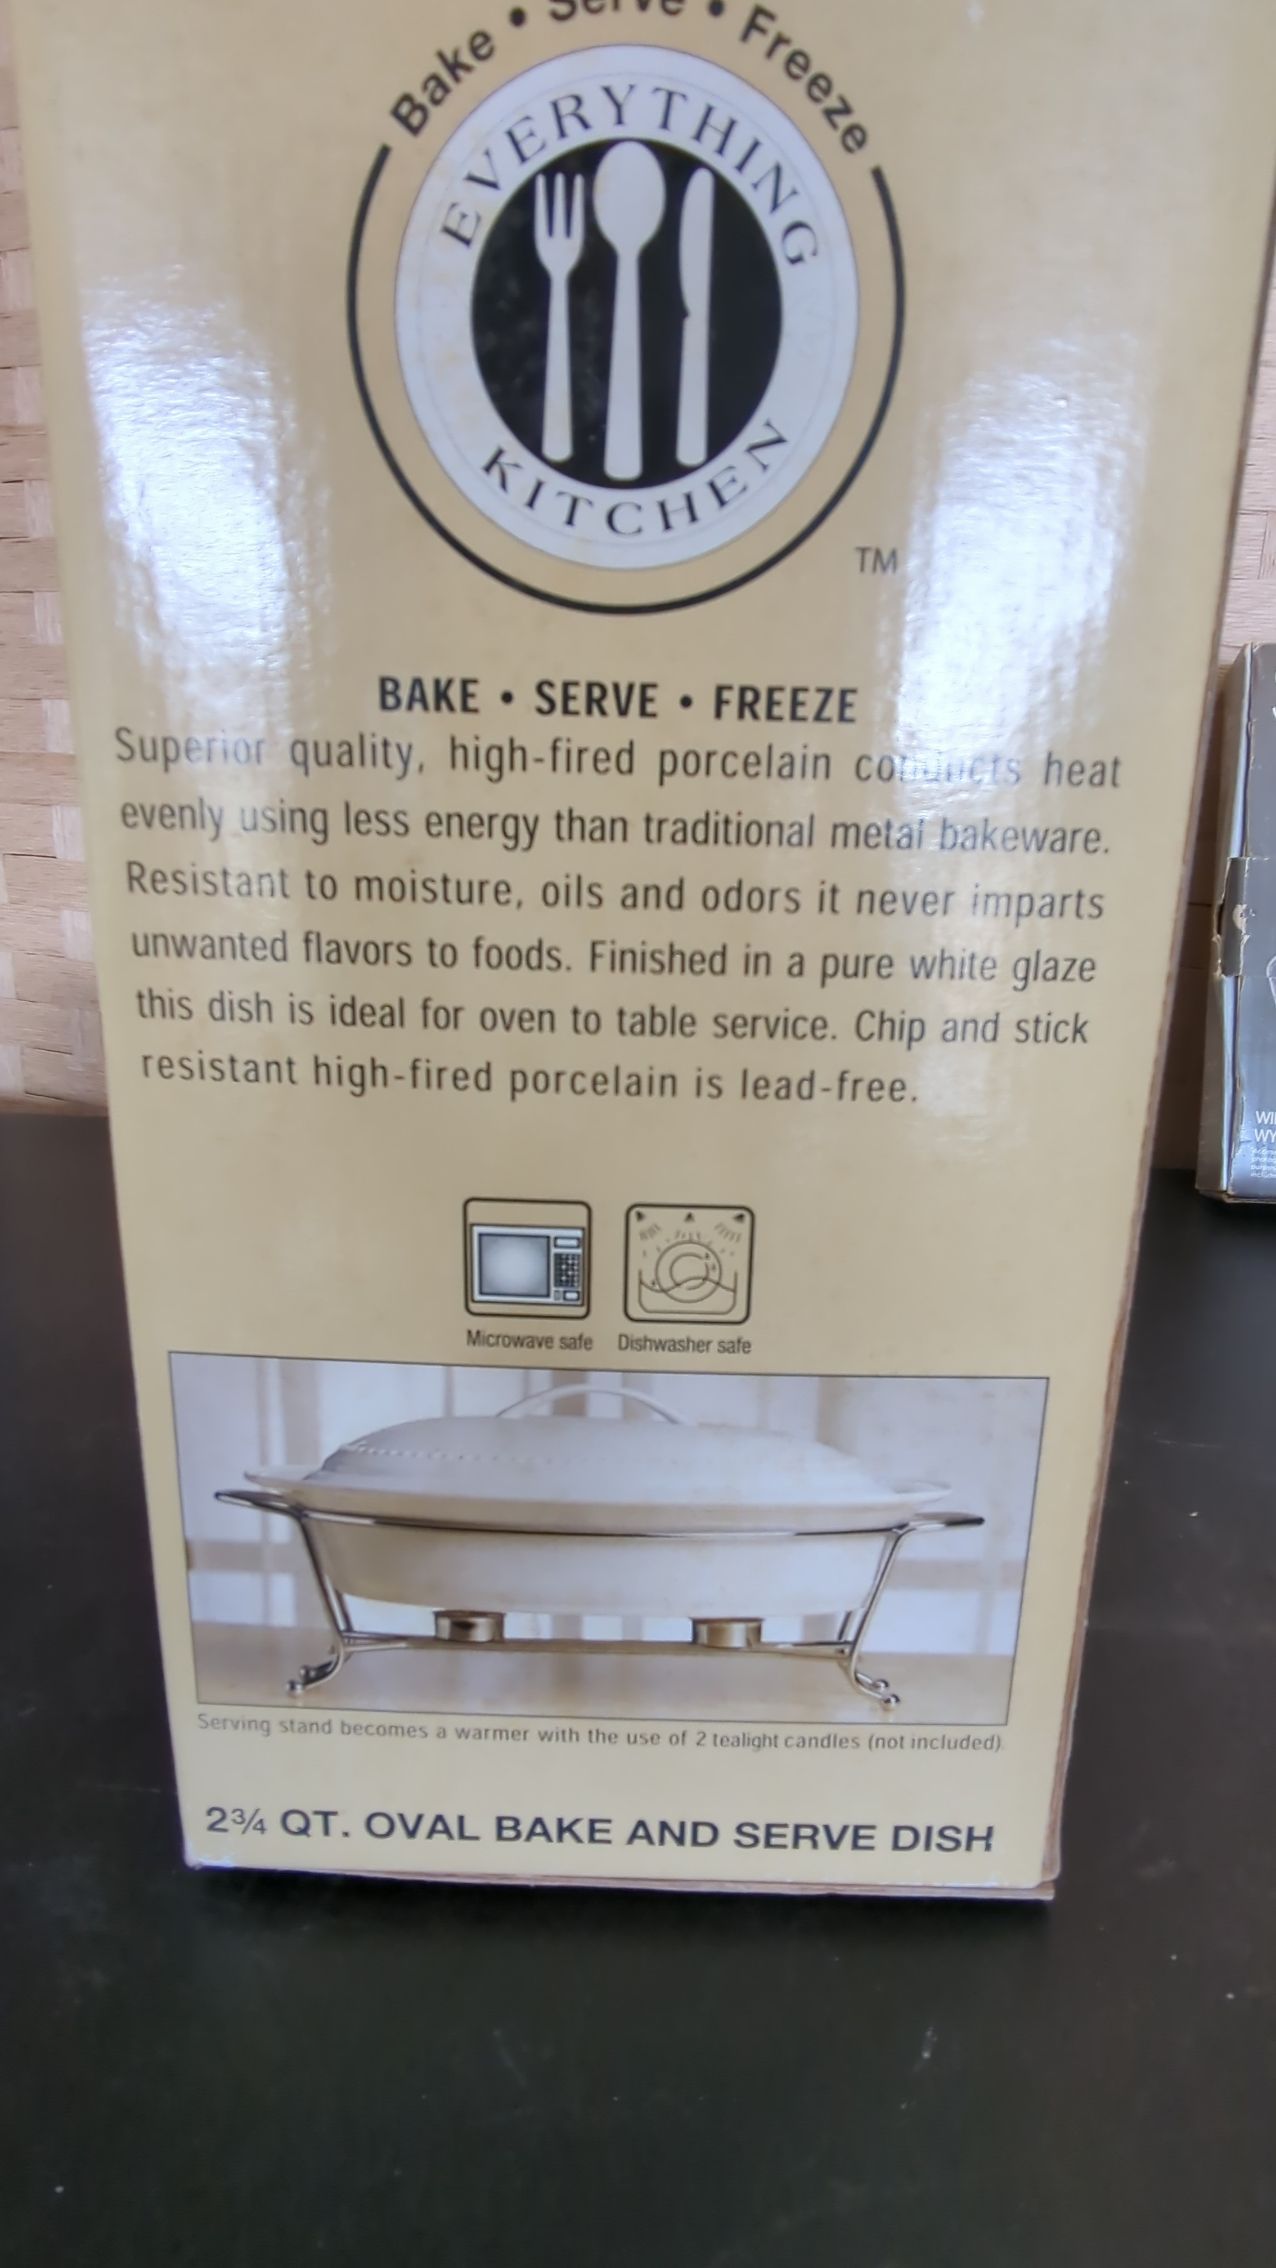 Bake • Serve • Freeze
EVERYTHING
KITCHEN
TM
BAKE • SERVE • FREEZE
Superior quality, high-fired porcelain conducts heat
evenly using less energy than traditional metal bakeware.
Resistant to moisture, oils and odors it never imparts
unwanted flavors to foods. Finished in a pure white glaze
this dish is ideal for oven to table service. Chip and stick
resistant high-fired porcelain is lead-free.
Microwave safe Dishwasher safe
Serving stand becomes a warmer with the use of 2 tealight candles (not included).
2¾ QT. OVAL BAKE AND SERVE DISH